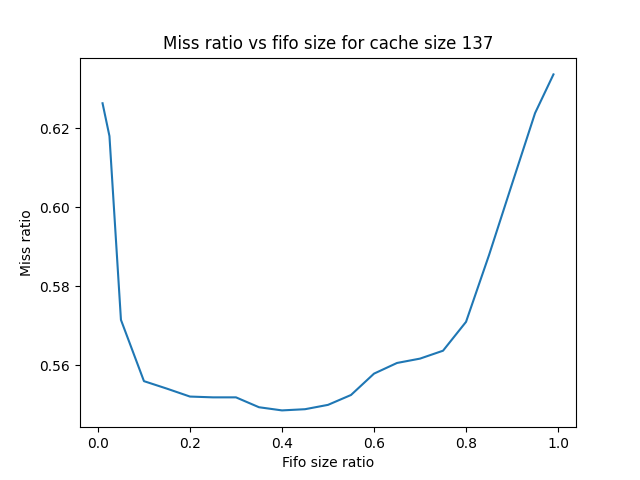 Miss ratio vs fifo size for cache size 137
Miss ratio
0.62
0.60
0.58
0.56
0.0 0.2 0.4 0.6 0.8 1.0
Fifo size ratio